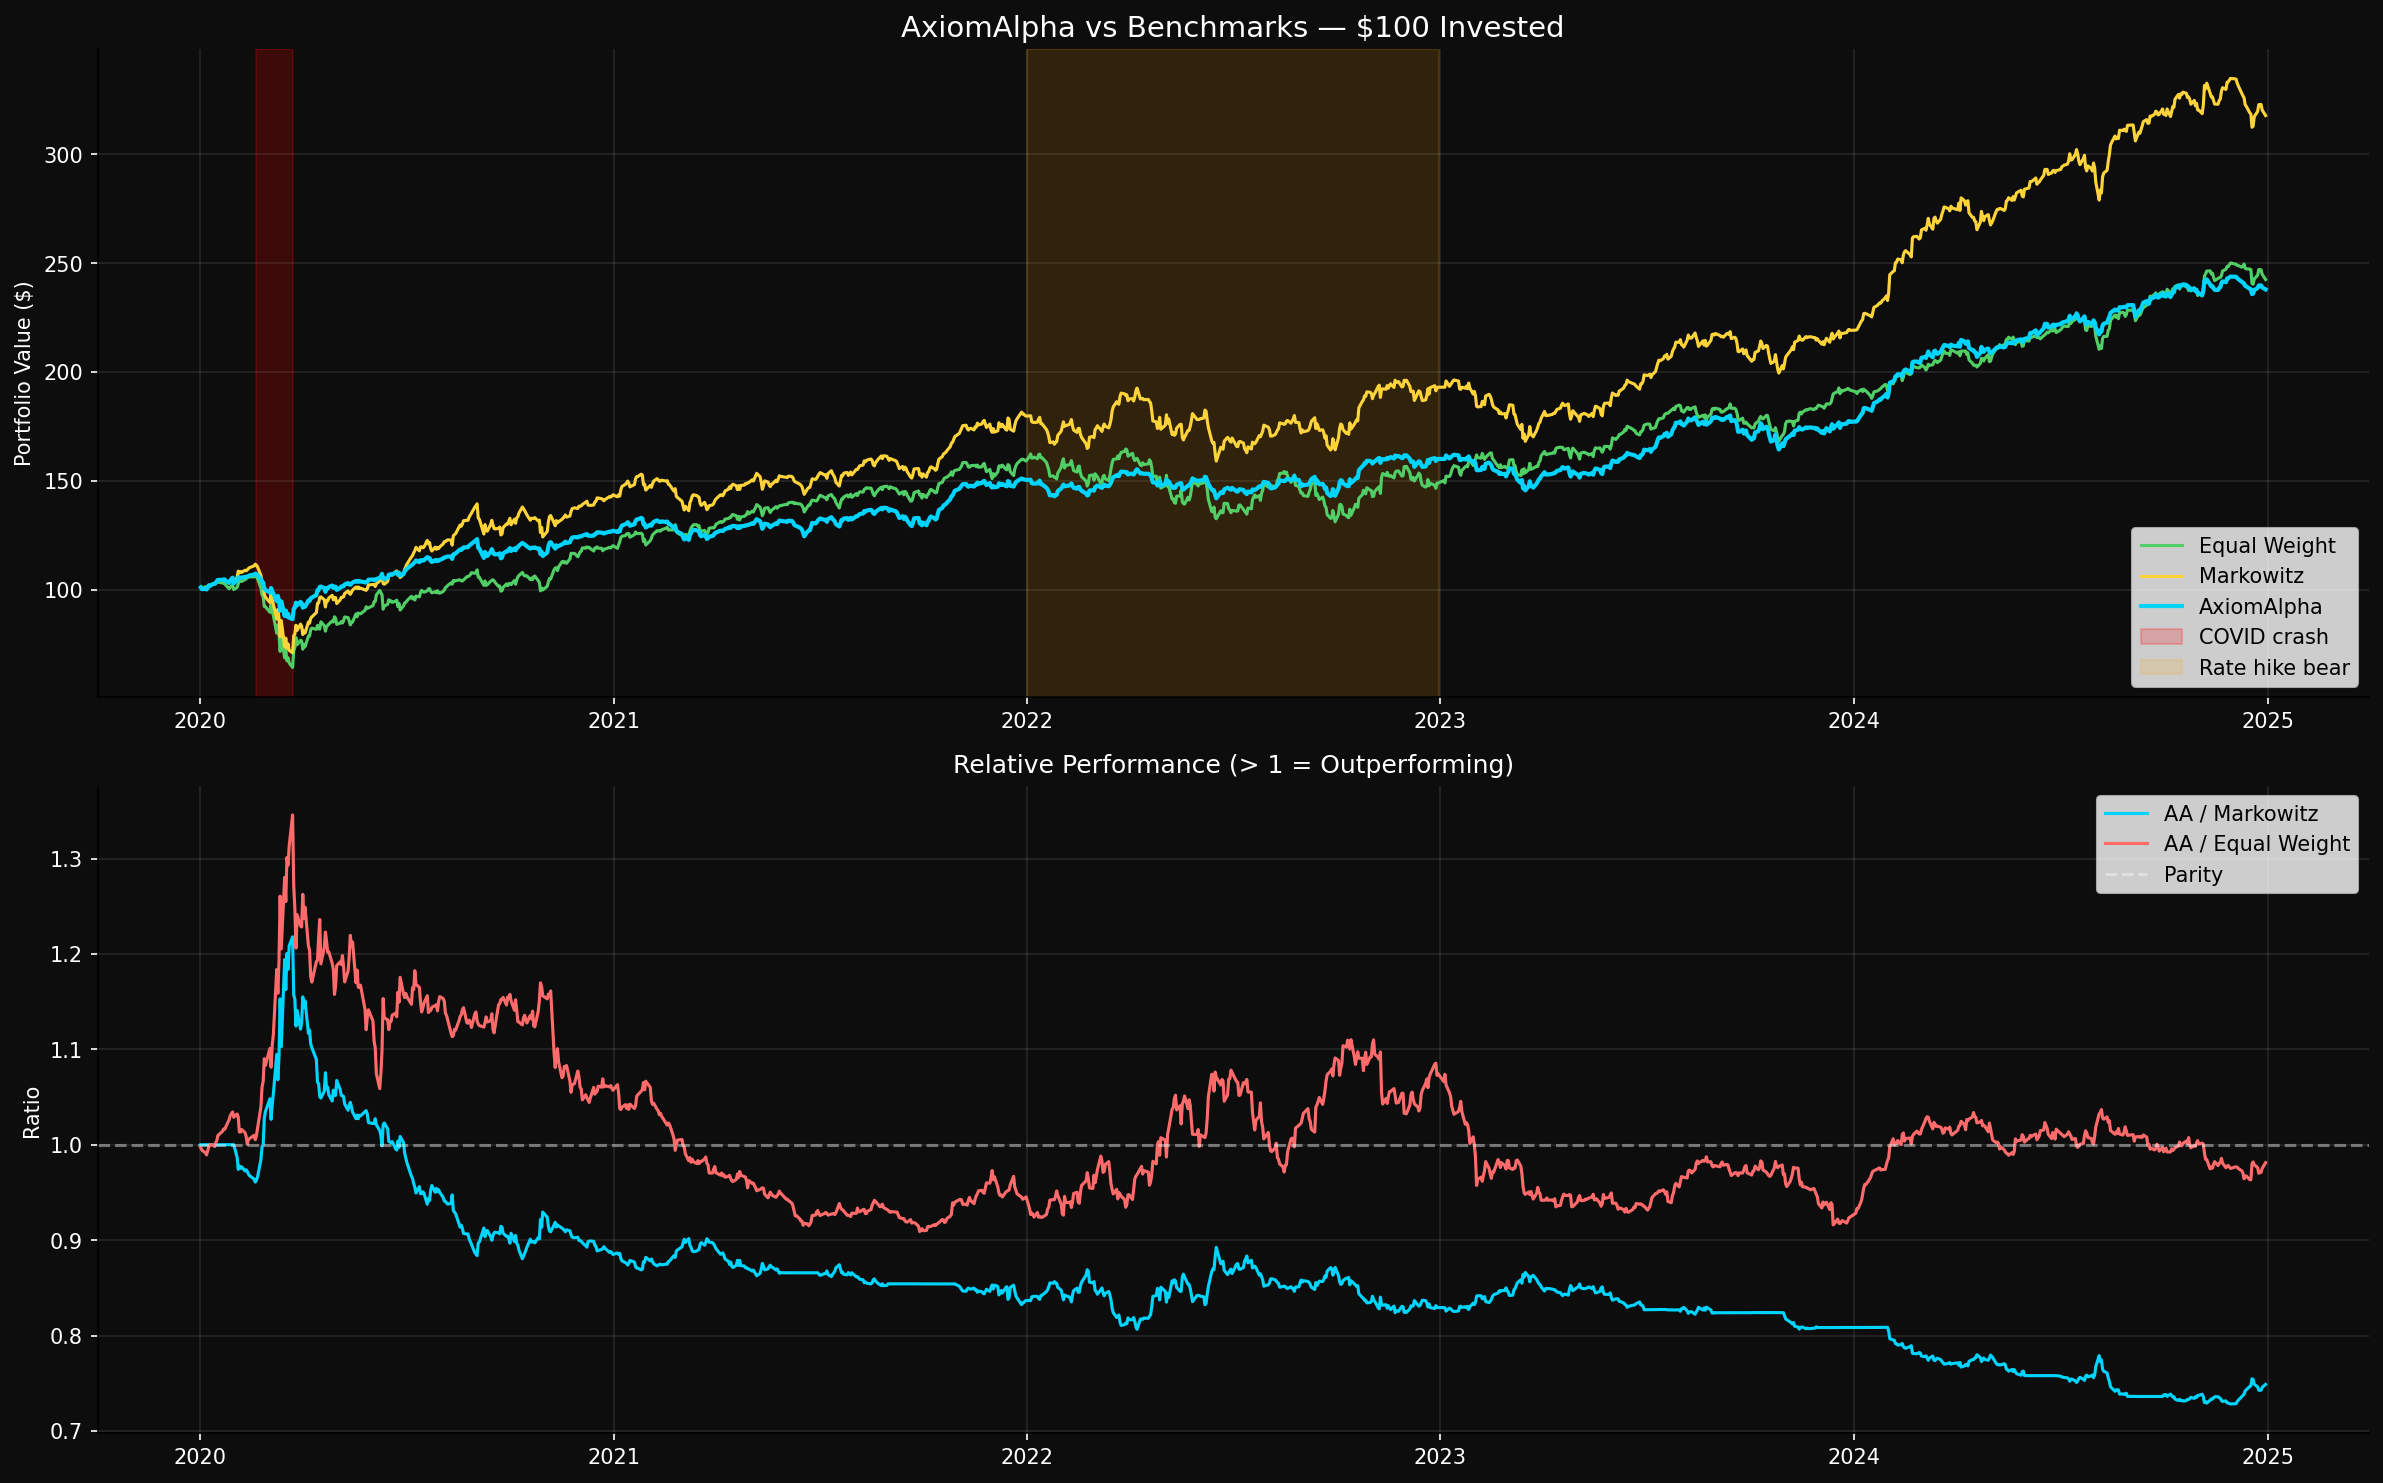 AxiomAlpha vs Benchmarks — $100 Invested
Portfolio Value ($)
300
250
200
150
100
Equal Weight
Markowitz
AxiomAlpha
COVID crash
Rate hike bear
2020
2021
2022
2023
2024
2025
Relative Performance (> 1 = Outperforming)
Ratio
1.3
1.2
1.1
1.0
0.9
0.8
0.7
AA / Markowitz
AA / Equal Weight
Parity
2020
2021
2022
2023
2024
2025